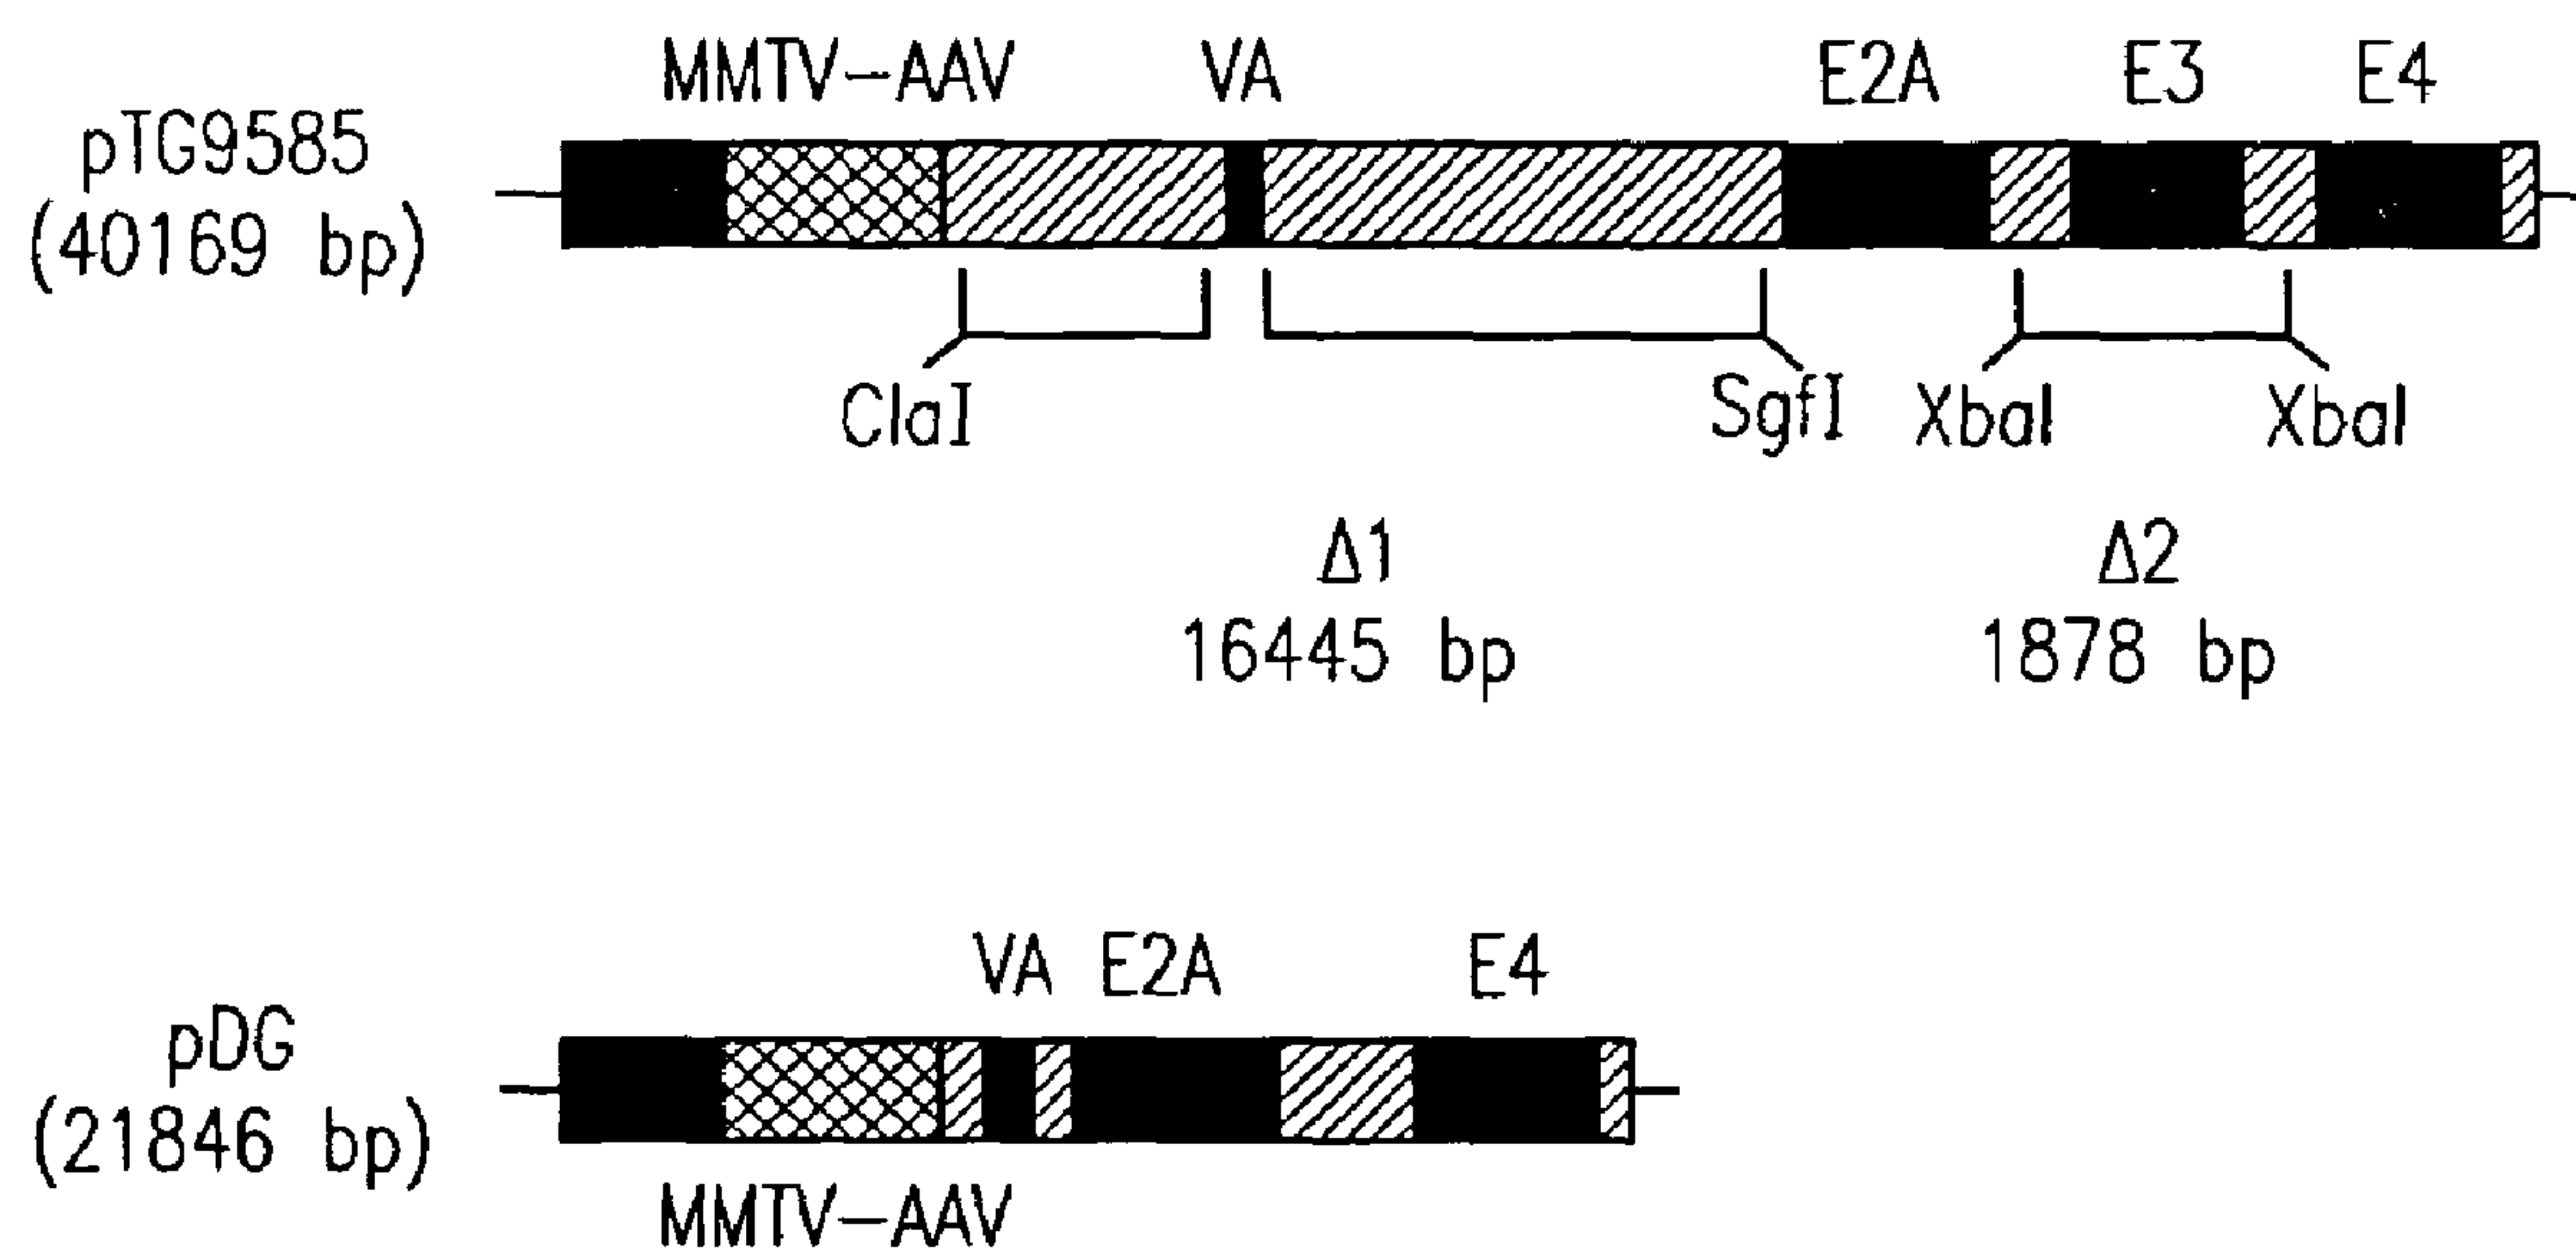 MMTV-AAV VA E2A E3 E4
pTG9585
(40169 bp)
ClaI SgfI XbaI XbaI
Δ1 Δ2
16445 bp 1878 bp
VA E2A E4
pDG
(21846 bp)
MMTV-AAV